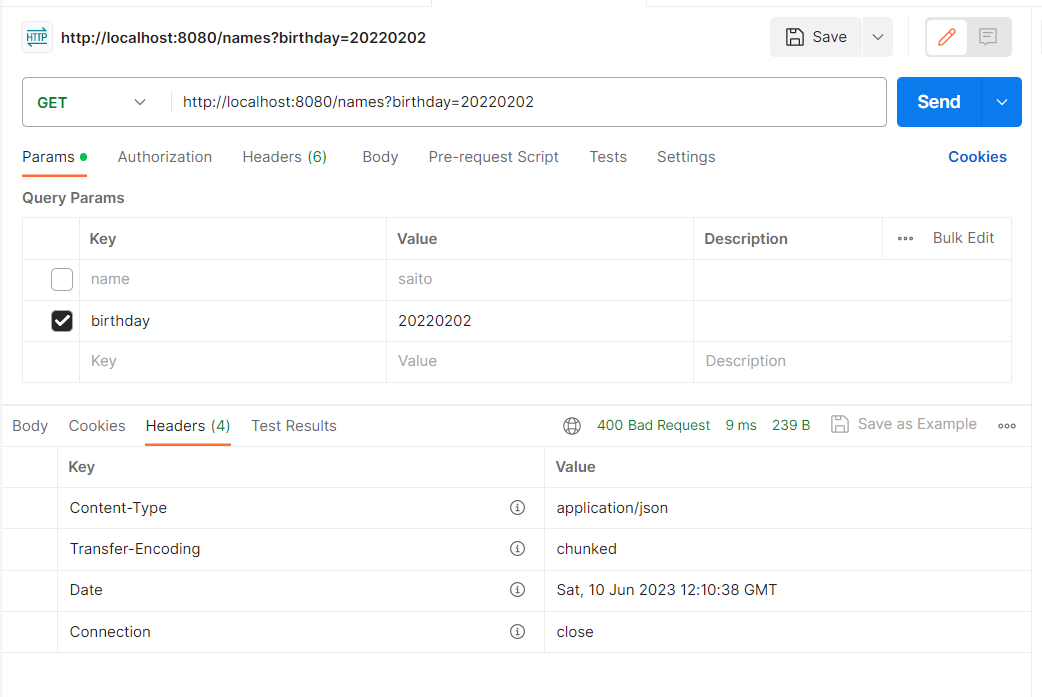 HTTP http://localhost:8080/names?birthday=20220202 Save
GET http://localhost:8080/names?birthday=20220202 Send
Params Authorization Headers (6) Body Pre-request Script Tests Settings Cookies
Query Params
Key Value Description Bulk Edit
name saito
birthday 20220202
Key Value Description
Body Cookies Headers (4) Test Results 400 Bad Request 9 ms 239 B Save as Example
Key Value
Content-Type application/json
Transfer-Encoding chunked
Date Sat, 10 Jun 2023 12:10:38 GMT
Connection close